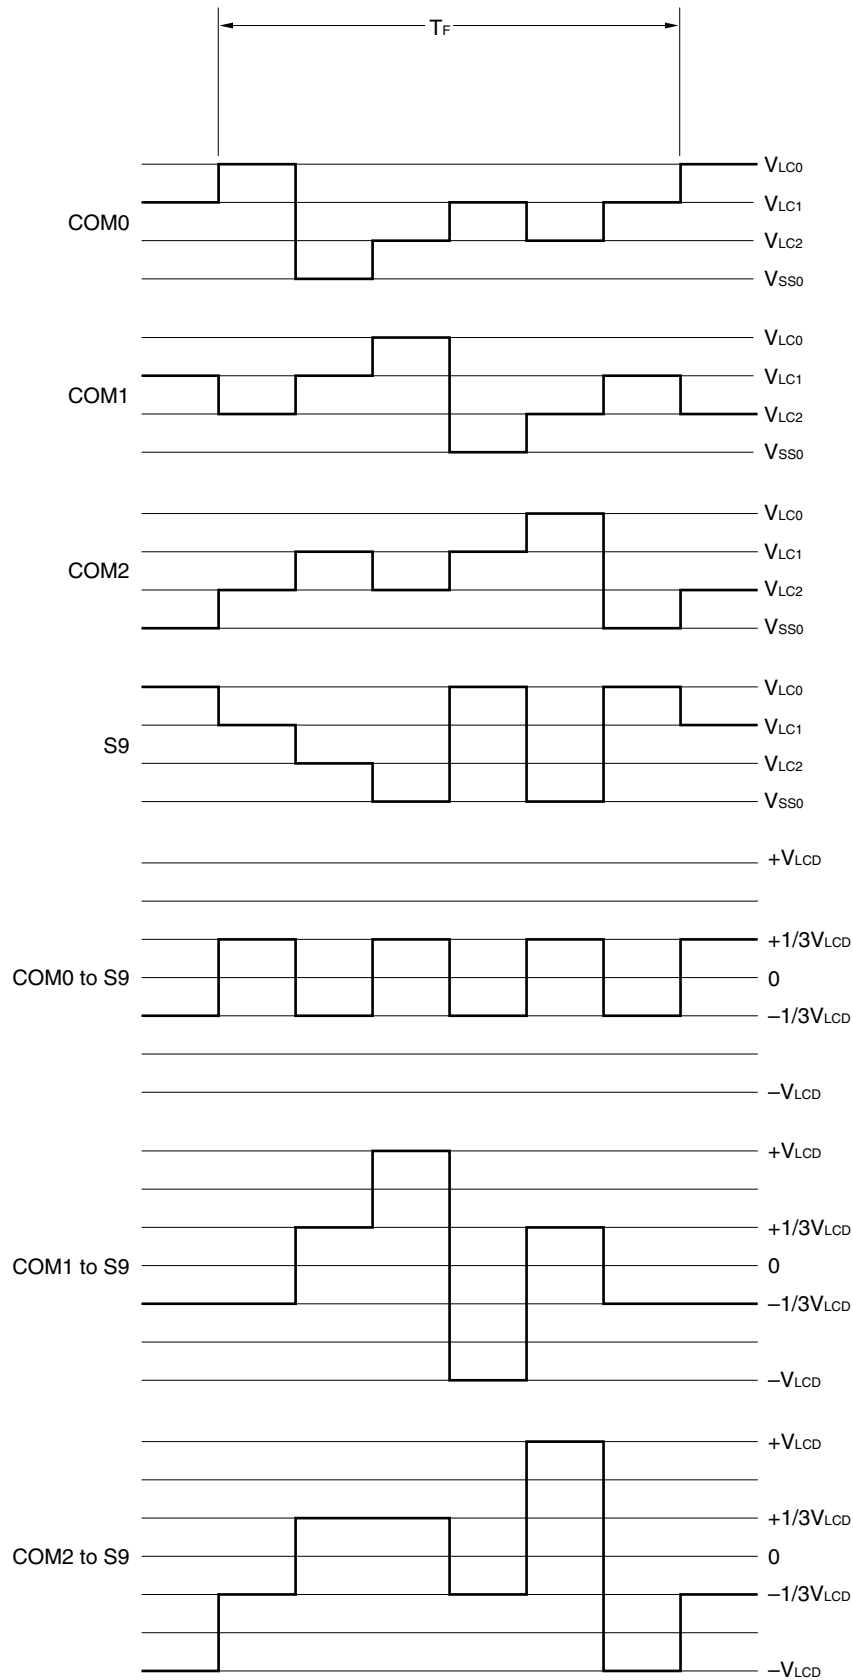 TF
COM0
VLC0
VLC1
VLC2
VSS0
COM1
VLC0
VLC1
VLC2
VSS0
COM2
VLC0
VLC1
VLC2
VSS0
S9
VLC0
VLC1
VLC2
VSS0
COM0 to S9
+VLCD
+1/3VLCD
0
–1/3VLCD
–VLCD
COM1 to S9
+VLCD
+1/3VLCD
0
–1/3VLCD
–VLCD
COM2 to S9
+VLCD
+1/3VLCD
0
–1/3VLCD
–VLCD